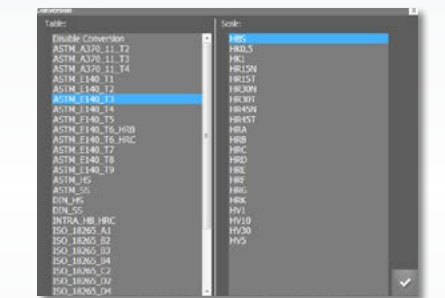 Conversion
Table:
Disable Conversion
ASTM_A370_11_T2
ASTM_A370_11_T3
ASTM_A370_11_T4
ASTM_E140_T1
ASTM_E140_T2
ASTM_E140_T3
ASTM_E140_T4
ASTM_E140_T5
ASTM_E140_T6_HRB
ASTM_E140_T6_HRC
ASTM_E140_T7
ASTM_E140_T8
ASTM_E140_T9
ASTM_HS
ASTM_SS
DIN_HS
DIN_SS
INTRA_HB_HRC
ISO_18265_A1
ISO_18265_B2
ISO_18265_B3
ISO_18265_B4
ISO_18265_C2
ISO_18265_D2
ISO_18265_D4
Scale:
HBS
HK0,5
HK1
HR15N
HR15T
HR30N
HR30T
HR45N
HR45T
HRA
HRB
HRC
HRD
HRE
HRF
HRG
HRK
HV1
HV10
HV30
HV5